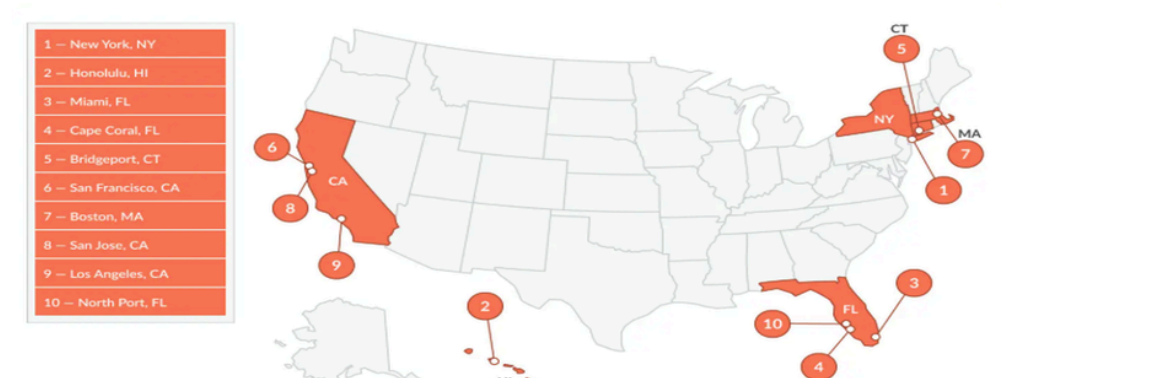 1 — New York, NY
2 — Honolulu, HI
3 — Miami, FL
4 — Cape Coral, FL
5 — Bridgeport, CT
6 — San Francisco, CA
7 — Boston, MA
8 — San Jose, CA
9 — Los Angeles, CA
10 — North Port, FL
CT
5
NY
MA
7
6
CA
8
1
9
2
3
FL
10
4